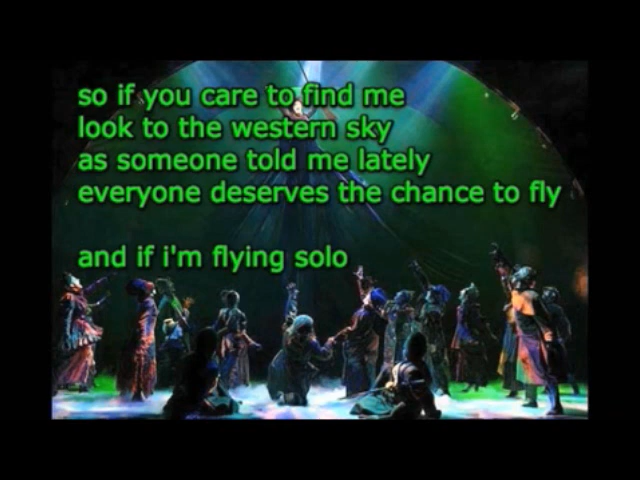 so if you care to find me
look to the western sky
as someone told me lately
everyone deserves the chance to fly
and if i'm flying solo